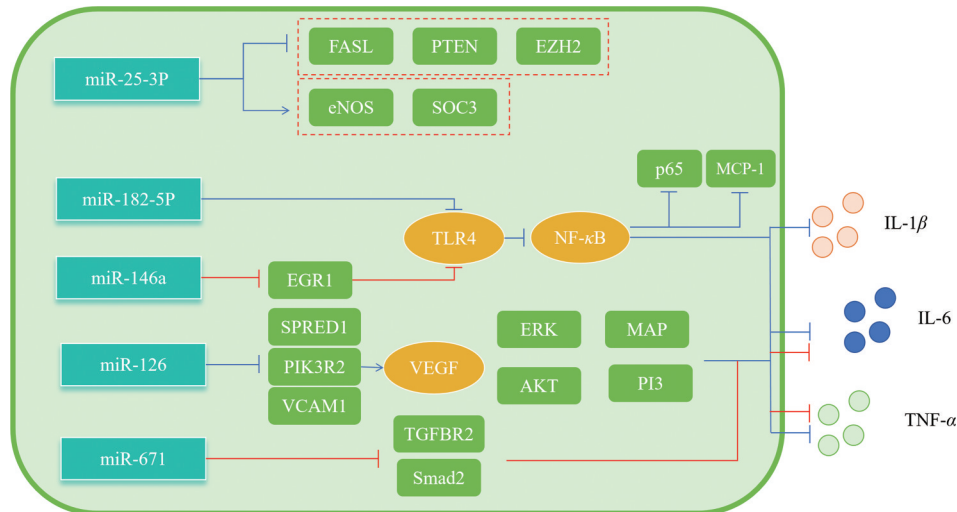 FASL PTEN EZH2
miR-25-3P
eNOS SOC3
p65 MCP-1
miR-182-5P
TLR4 NF-κB
IL-1β
miR-146a EGR1
SPRED1 ERK MAP
IL-6
miR-126 PIK3R2 VEGF
AKT PI3
VCAM1
TNF-α
TGFBR2
miR-671
Smad2